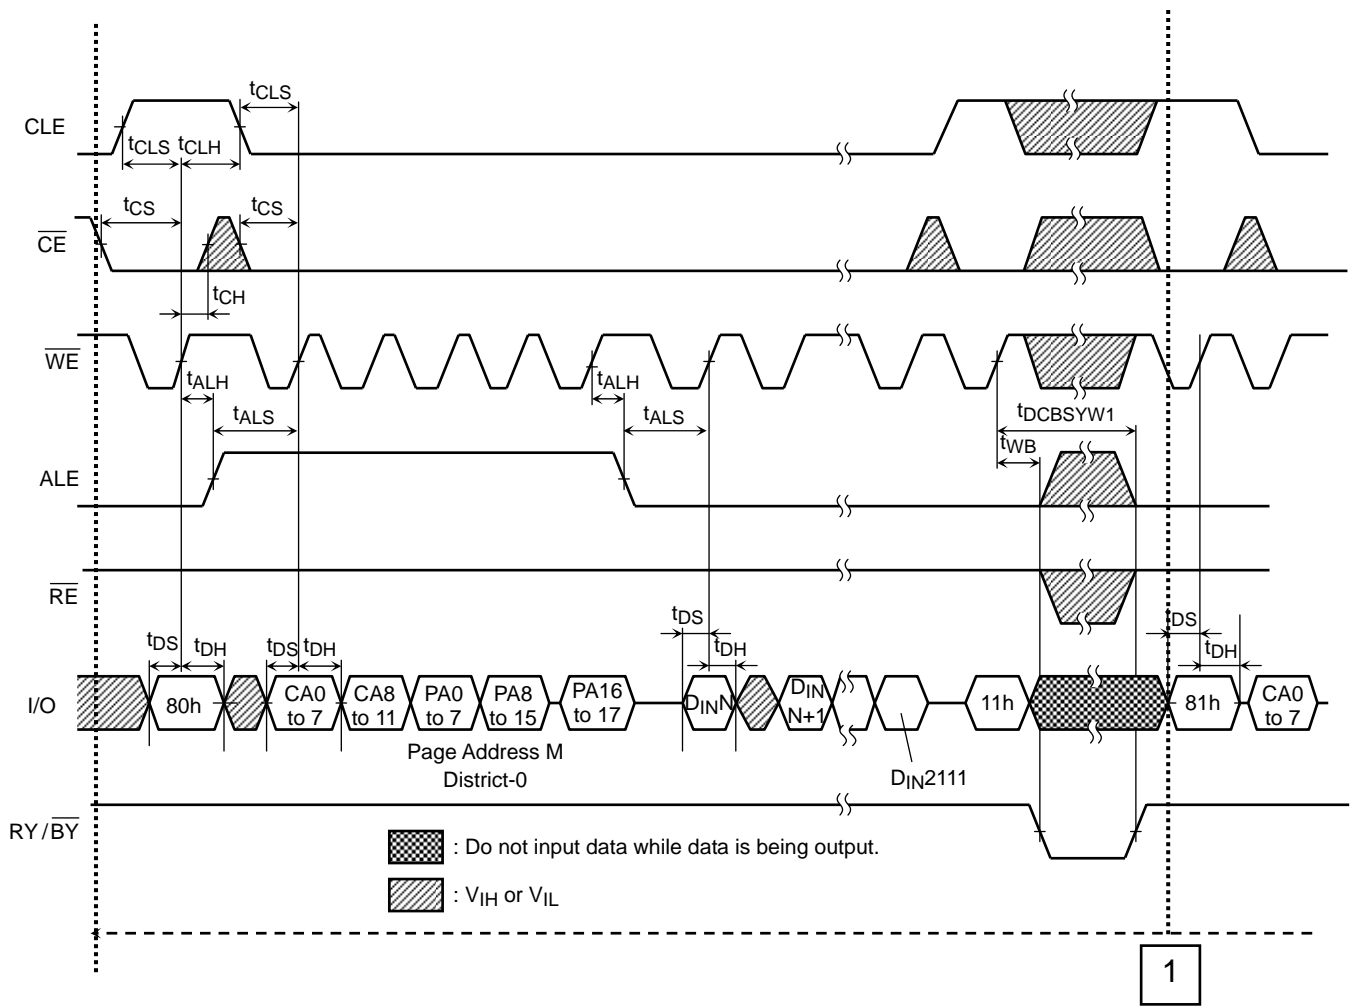 tCLS
CLE
tCLS tCLH
tCS tCS
CE
tCH
WE
tALH tALH
tALS tALS tDCBSYW1
tWB
ALE
RE
tDS tDH tDS tDH tDS tDH tDS tDH
I/O
80h
CA0 to 7
CA8 to 11
PA0 to 7
PA8 to 15
PA16 to 17
DINN
DIN N+1
11h
81h
CA0 to 7
Page Address M
District-0
DIN2111
RY/BY
: Do not input data while data is being output.
: VIH or VIL
1